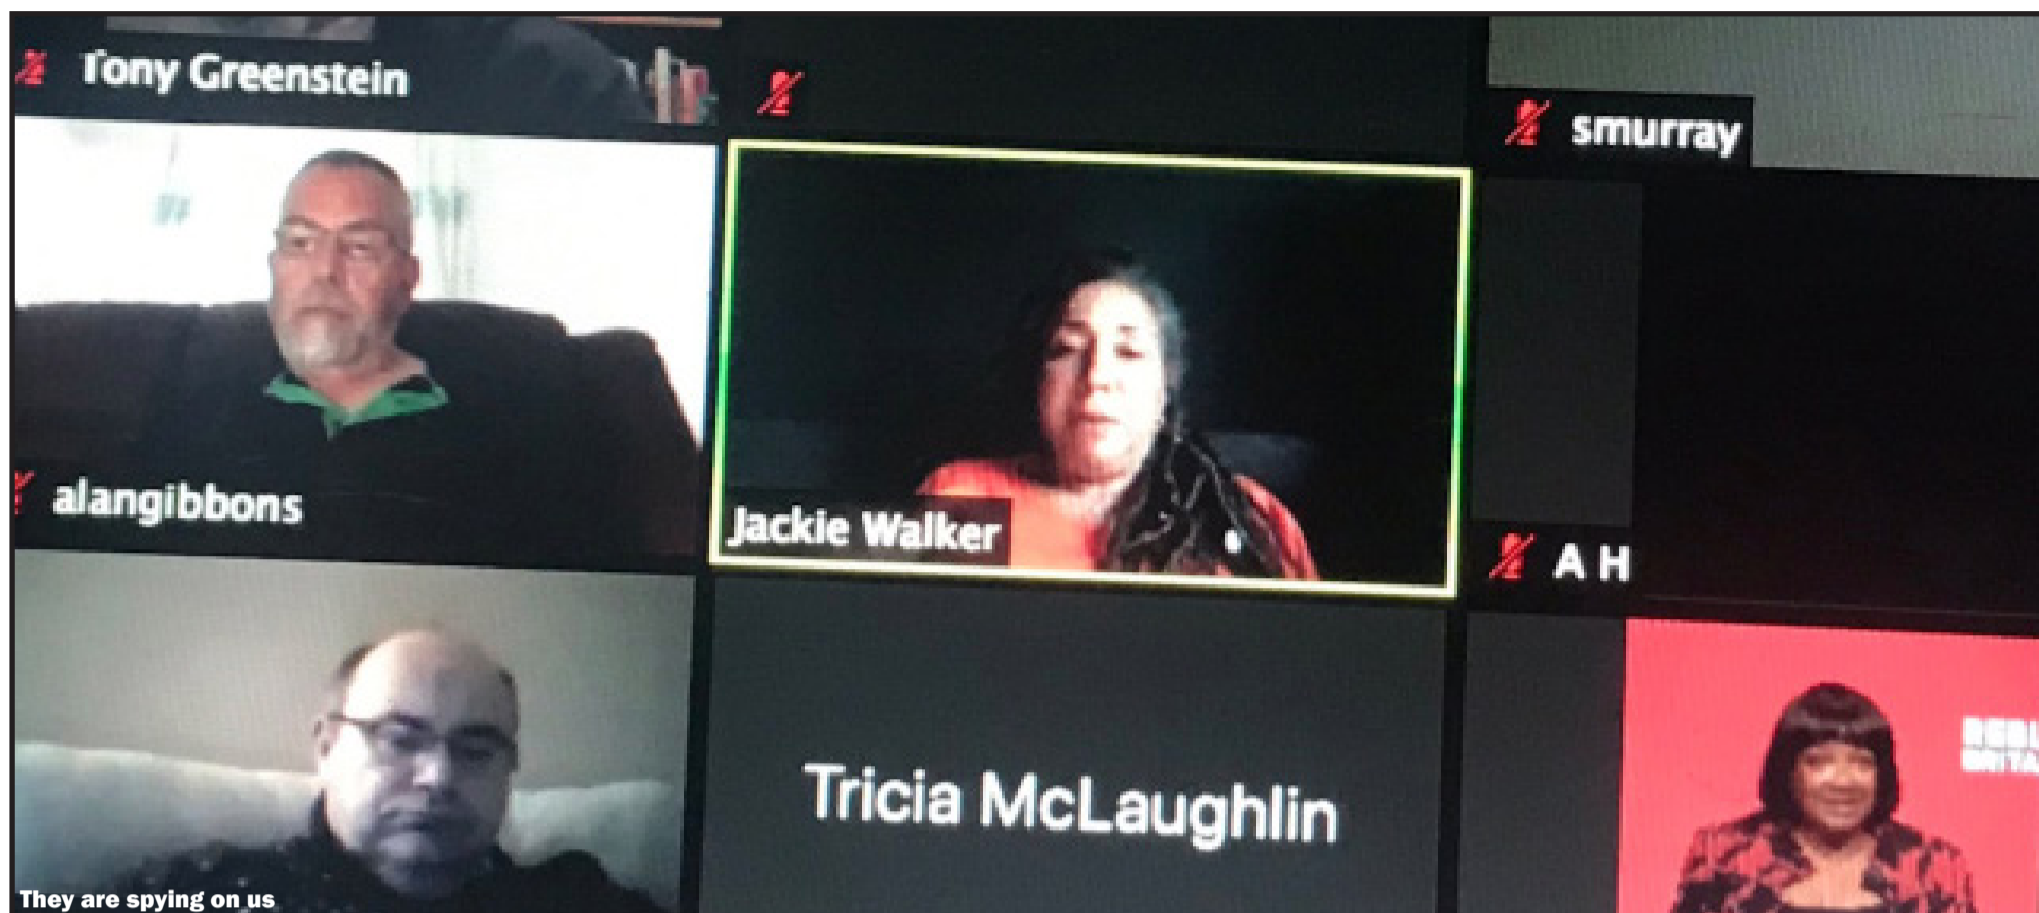 Tony Greenstein
smurray
alangibbons
Jackie Walker
A H
Tricia McLaughlin
They are spying on us